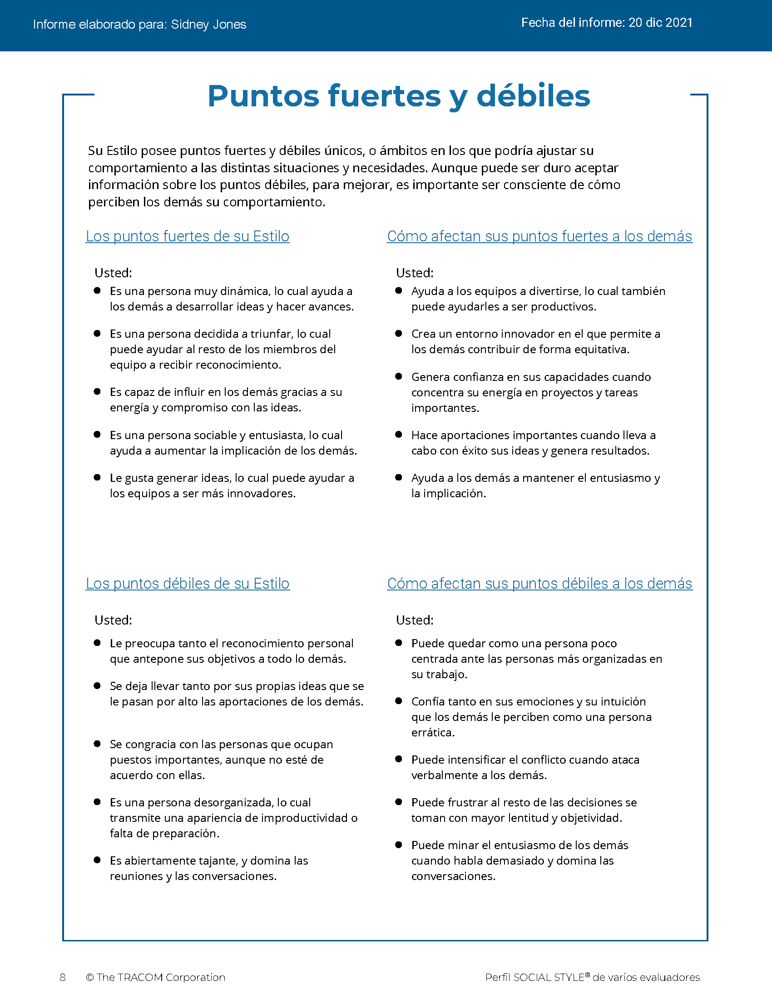 Informe elaborado para: Sidney Jones
Fecha del informe: 20 dic 2021
Puntos fuertes y débiles
Su Estilo posee puntos fuertes y débiles únicos, o ámbitos en los que podría ajustar su
comportamiento a las distintas situaciones y necesidades. Aunque puede ser duro aceptar
información sobre los puntos débiles, para mejorar, es importante ser consciente de cómo
perciben los demás su comportamiento.
Los puntos fuertes de su Estilo
Usted:
● Es una persona muy dinámica, lo cual ayuda a
los demás a desarrollar ideas y hacer avances.
● Es una persona decidida a triunfar, lo cual
puede ayudar al resto de los miembros del
equipo a recibir reconocimiento.
● Es capaz de influir en los demás gracias a su
energía y compromiso con las ideas.
● Es una persona sociable y entusiasta, lo cual
ayuda a aumentar la implicación de los demás.
● Le gusta generar ideas, lo cual puede ayudar a
los equipos a ser más innovadores.
Cómo afectan sus puntos fuertes a los demás
Usted:
● Ayuda a los equipos a divertirse, lo cual también
puede ayudarles a ser productivos.
● Crea un entorno innovador en el que permite a
los demás contribuir de forma equitativa.
● Genera confianza en sus capacidades cuando
concentra su energía en proyectos y tareas
importantes.
● Hace aportaciones importantes cuando lleva a
cabo con éxito sus ideas y genera resultados.
● Ayuda a los demás a mantener el entusiasmo y
la implicación.
Los puntos débiles de su Estilo
Usted:
● Le preocupa tanto el reconocimiento personal
que antepone sus objetivos a todo lo demás.
● Se deja llevar tanto por sus propias ideas que se
le pasan por alto las aportaciones de los demás.
● Se congracia con las personas que ocupan
puestos importantes, aunque no esté de
acuerdo con ellas.
● Es una persona desorganizada, lo cual
transmite una apariencia de improductividad o
falta de preparación.
● Es abiertamente tajante, y domina las
reuniones y las conversaciones.
Cómo afectan sus puntos débiles a los demás
Usted:
● Puede quedar como una persona poco
centrada ante las personas más organizadas en
su trabajo.
● Confía tanto en sus emociones y su intuición
que los demás le perciben como una persona
errática.
● Puede intensificar el conflicto cuando ataca
verbalmente a los demás.
● Puede frustrar al resto de las decisiones se
toman con mayor lentitud y objetividad.
● Puede minar el entusiasmo de los demás
cuando habla demasiado y domina las
conversaciones.
8 © The TRACOM Corporation
Perfil SOCIAL STYLE® de varios evaluadores